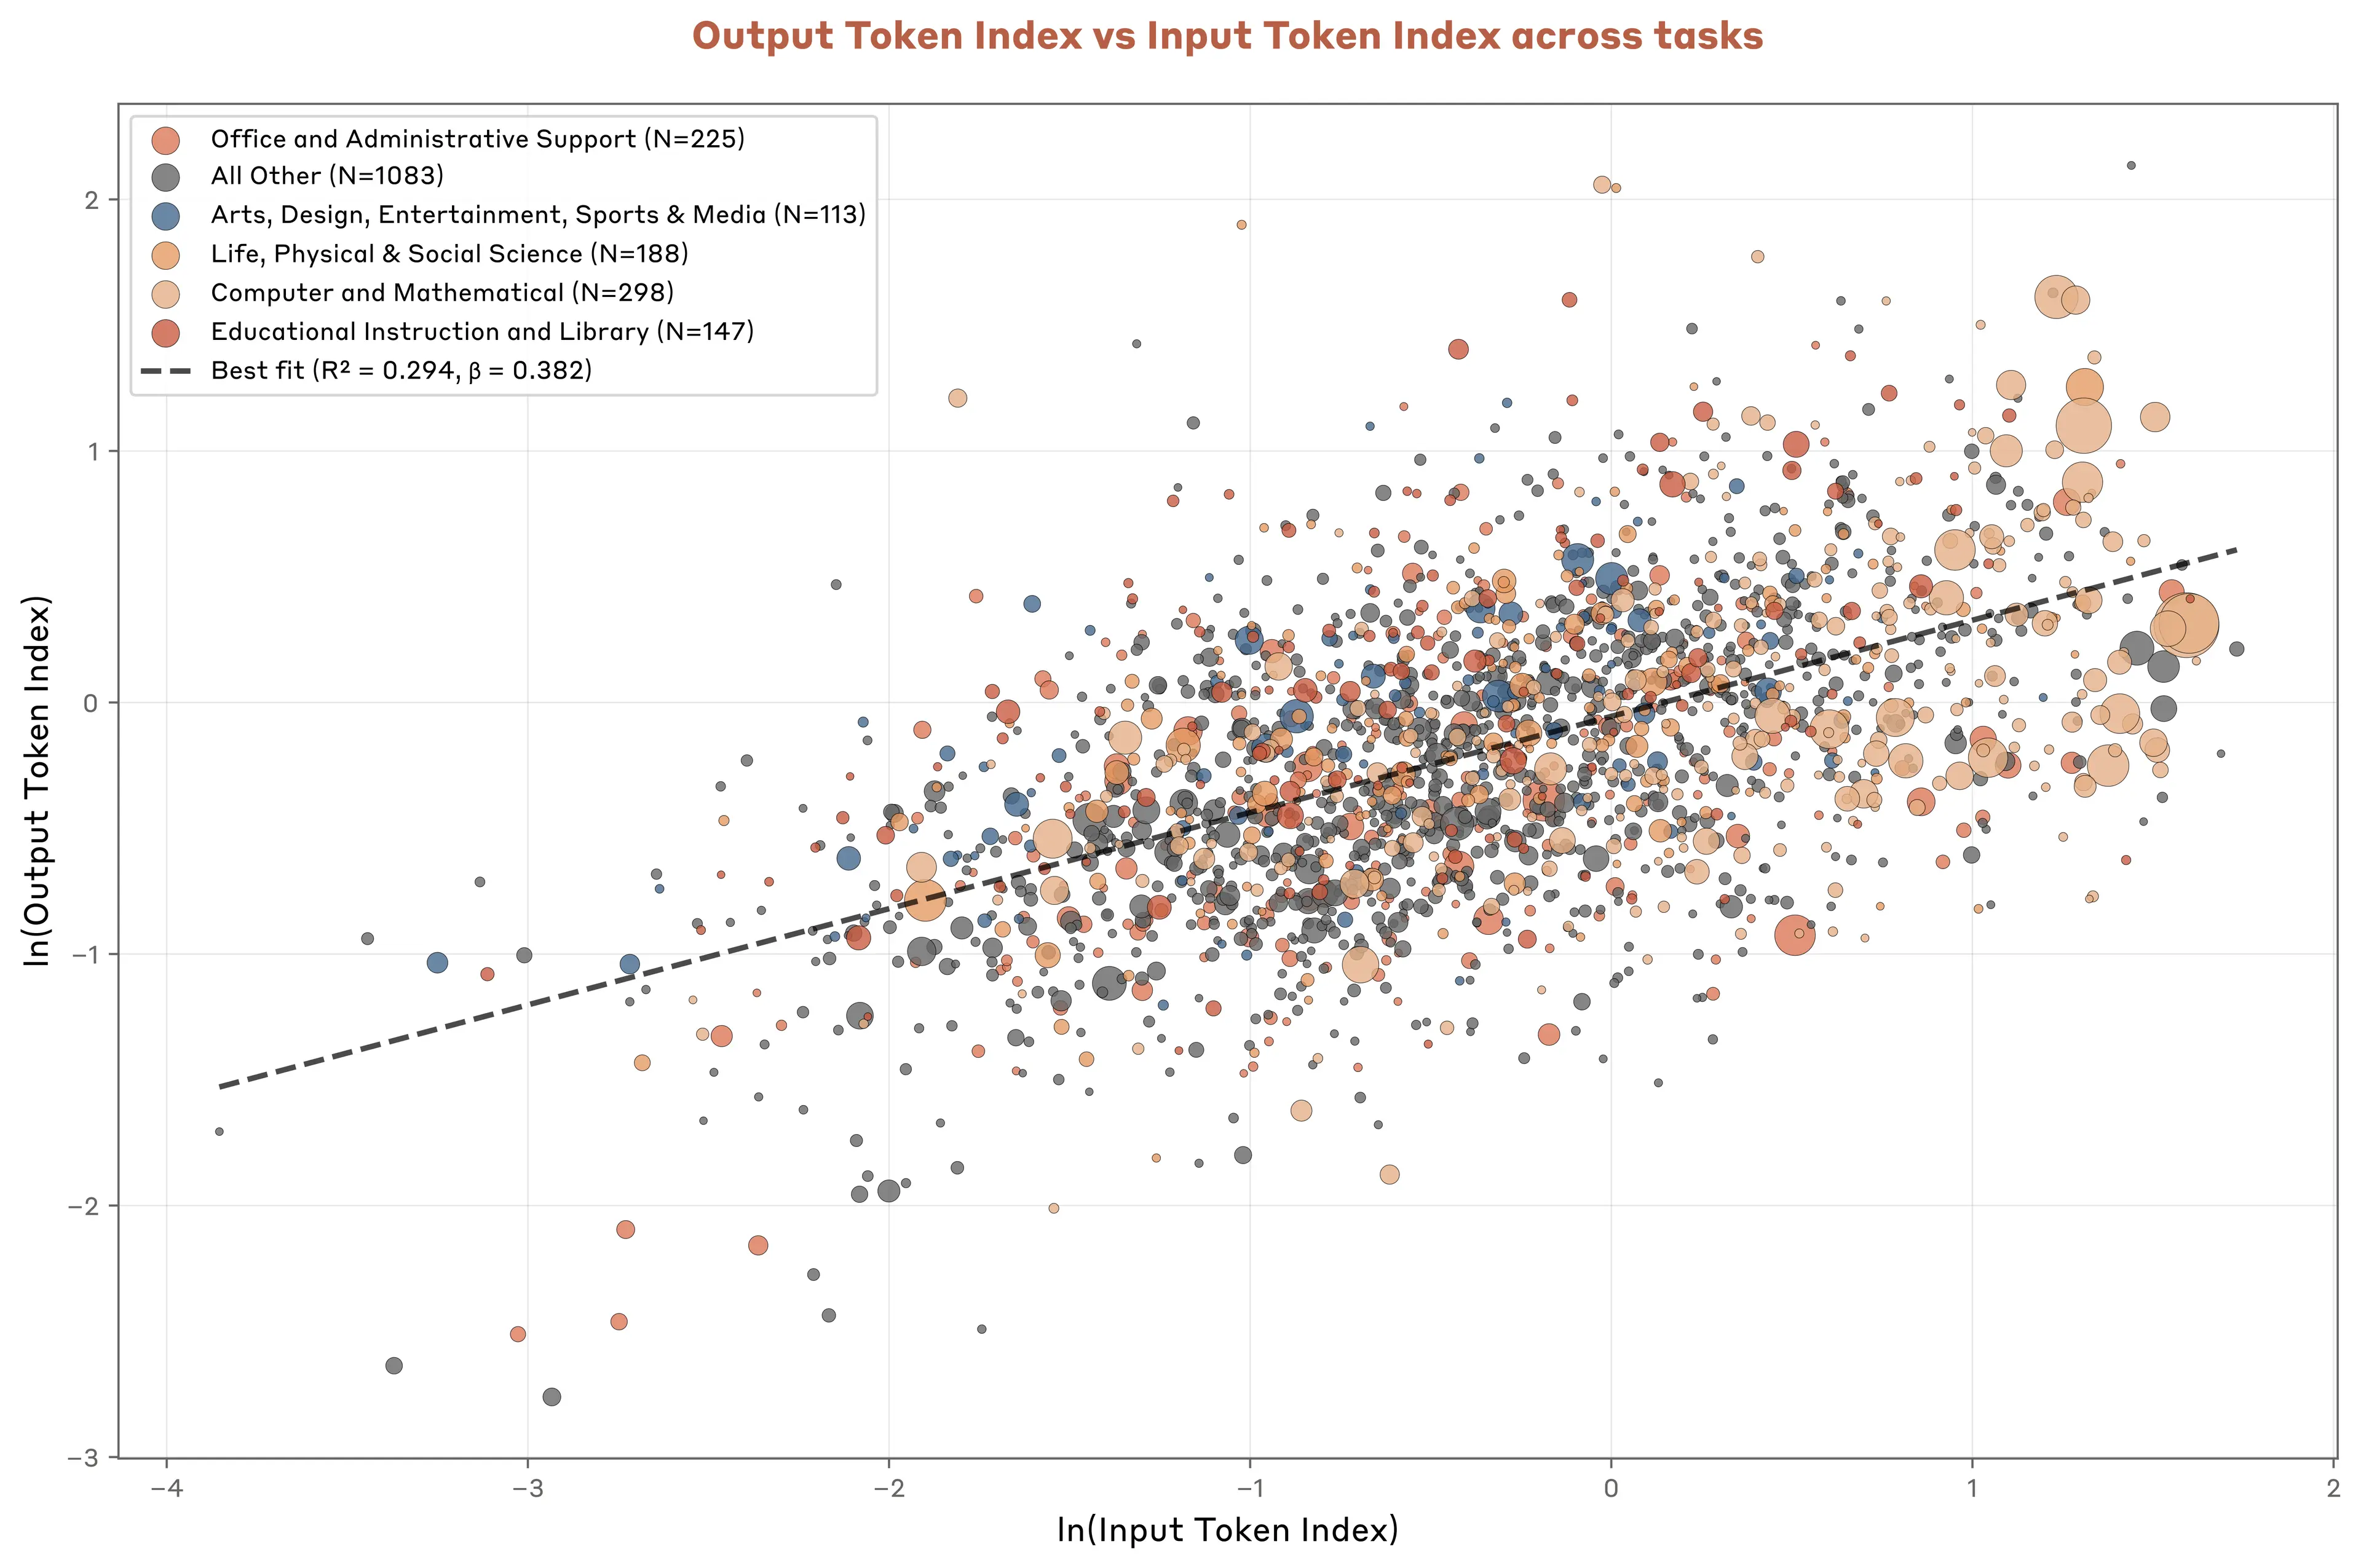 Output Token Index vs Input Token Index across tasks
Office and Administrative Support (N=225)
All Other (N=1083)
Arts, Design, Entertainment, Sports & Media (N=113)
Life, Physical & Social Science (N=188)
Computer and Mathematical (N=298)
Educational Instruction and Library (N=147)
Best fit (R² = 0.294, β = 0.382)
ln(Output Token Index)
2
1
0
−1
−2
−3
−4
−3
−2
−1
0
1
2
ln(Input Token Index)